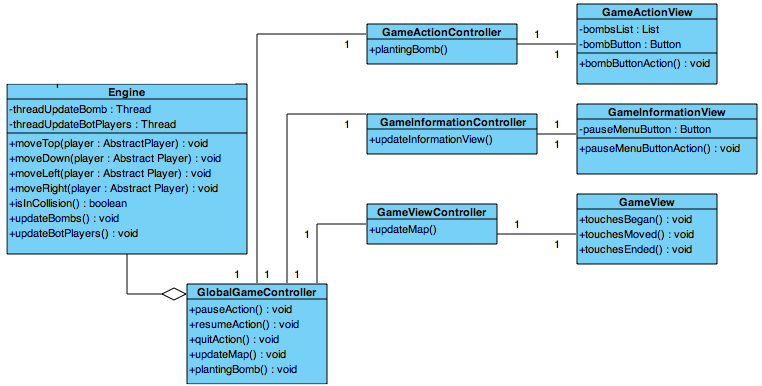 GameActionController
+plantingBomb()
GameActionView
-bombsList : List
-bombButton : Button
+bombButtonAction() : void
1
1
1
Engine
-threadUpdateBomb : Thread
-threadUpdateBotPlayers : Thread
+moveTop(player : AbstractPlayer) : void
+moveDown(player : Abstract Player) : void
+moveLeft(player : Abstract Player) : void
+moveRight(player : Abstract Player) : void
+isInCollision() : boolean
+updateBombs() : void
+updateBotPlayers() : void
GameInformationController
+updateInformationView()
GameInformationView
-pauseMenuButton : Button
+pauseMenuButtonAction() : void
1
1
1
GameViewController
+updateMap()
GameView
+touchesBegan() : void
+touchesMoved() : void
+touchesEnded() : void
1
1
1
1
1
1
GlobalGameController
+pauseAction() : void
+resumeAction() : void
+quitAction() : void
+updateMap() : void
+plantingBomb() : void